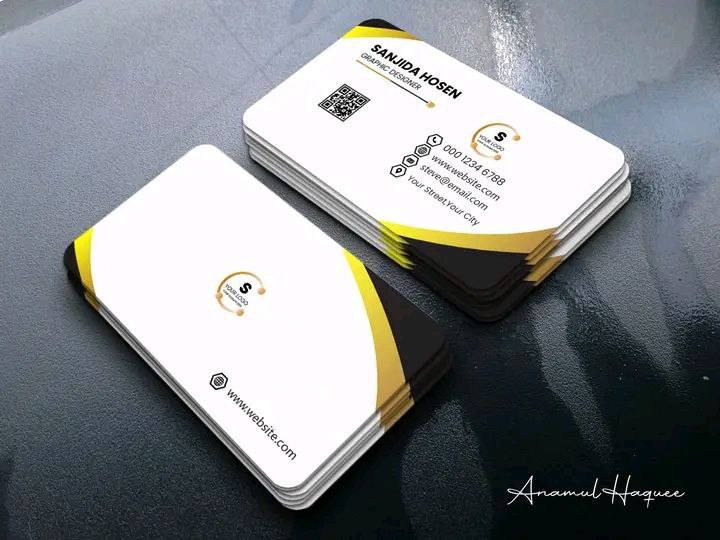 SANJIDA HOSEN
GRAPHIC DESIGNER
S
YOUR LOGO
000 1234 6788
www.website.com
steve@email.com
Your Street,Your City
S
YOUR LOGO
www.website.com
Anamul Haquee